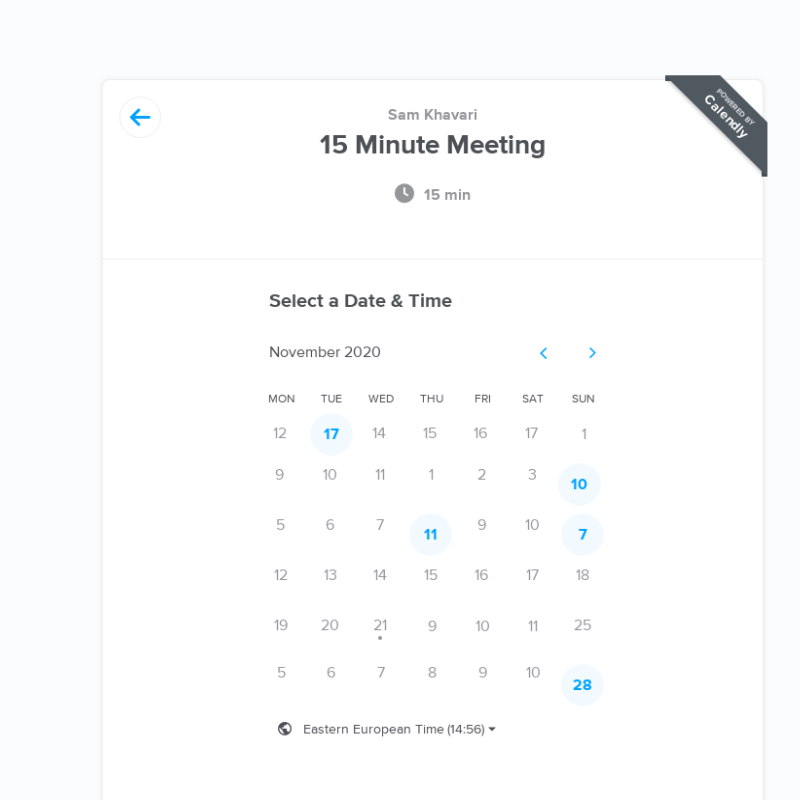 POWERED BY
Calendly
Sam Khavari
15 Minute Meeting
15 min
Select a Date & Time
November 2020
MON TUE WED THU FRI SAT SUN
12 17 14 15 16 17 1
9 10 11 1 2 3 10
5 6 7 11 9 10 7
12 13 14 15 16 17 18
19 20 21 9 10 11 25
5 6 7 8 9 10 28
Eastern European Time (14:56)